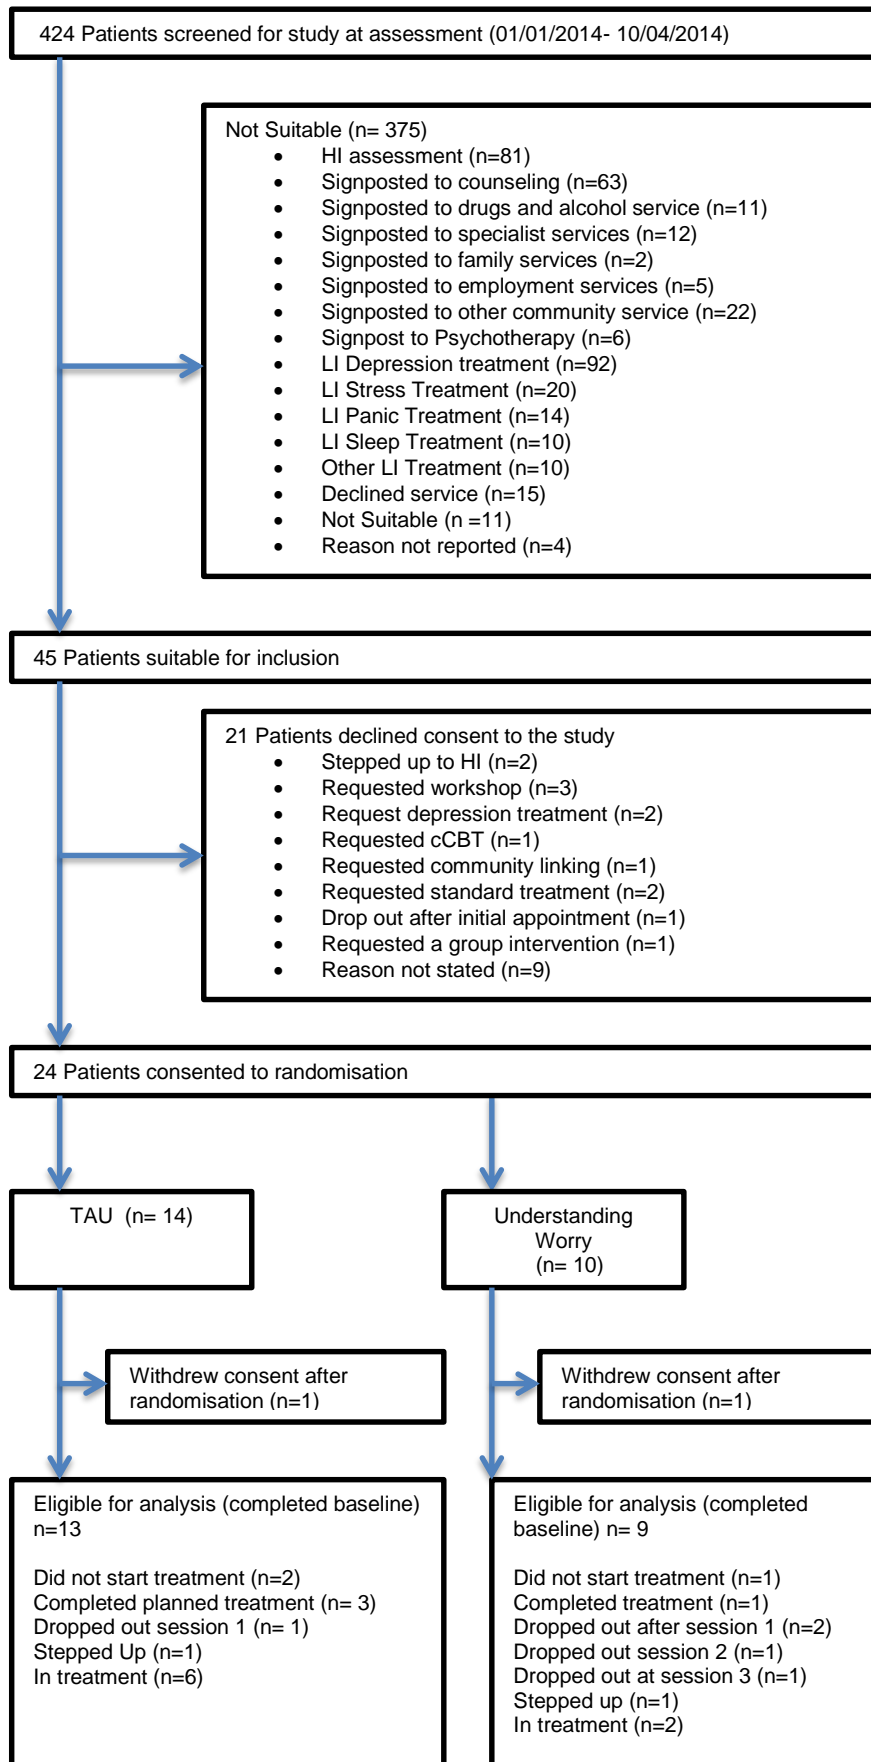 424 Patients screened for study at assessment (01/01/2014- 10/04/2014)
Not Suitable (n= 375)
• HI assessment (n=81)
• Signposted to counseling (n=63)
• Signposted to drugs and alcohol service (n=11)
• Signposted to specialist services (n=12)
• Signposted to family services (n=2)
• Signposted to employment services (n=5)
• Signposted to other community service (n=22)
• Signpost to Psychotherapy (n=6)
• LI Depression treatment (n=92)
• LI Stress Treatment (n=20)
• LI Panic Treatment (n=14)
• LI Sleep Treatment (n=10)
• Other LI Treatment (n=10)
• Declined service (n=15)
• Not Suitable (n =11)
• Reason not reported (n=4)
45 Patients suitable for inclusion
21 Patients declined consent to the study
• Stepped up to HI (n=2)
• Requested workshop (n=3)
• Request depression treatment (n=2)
• Requested cCBT (n=1)
• Requested community linking (n=1)
• Requested standard treatment (n=2)
• Drop out after initial appointment (n=1)
• Requested a group intervention (n=1)
• Reason not stated (n=9)
24 Patients consented to randomisation
TAU (n= 14)
Understanding
Worry
(n= 10)
Withdrew consent after
randomisation (n=1)
Withdrew consent after
randomisation (n=1)
Eligible for analysis (completed baseline)
n=13
Did not start treatment (n=2)
Completed planned treatment (n= 3)
Dropped out session 1 (n= 1)
Stepped Up (n=1)
In treatment (n=6)
Eligible for analysis (completed
baseline) n= 9
Did not start treatment (n=1)
Completed treatment (n=1)
Dropped out after session 1 (n=2)
Dropped out session 2 (n=1)
Dropped out at session 3 (n=1)
Stepped up (n=1)
In treatment (n=2)